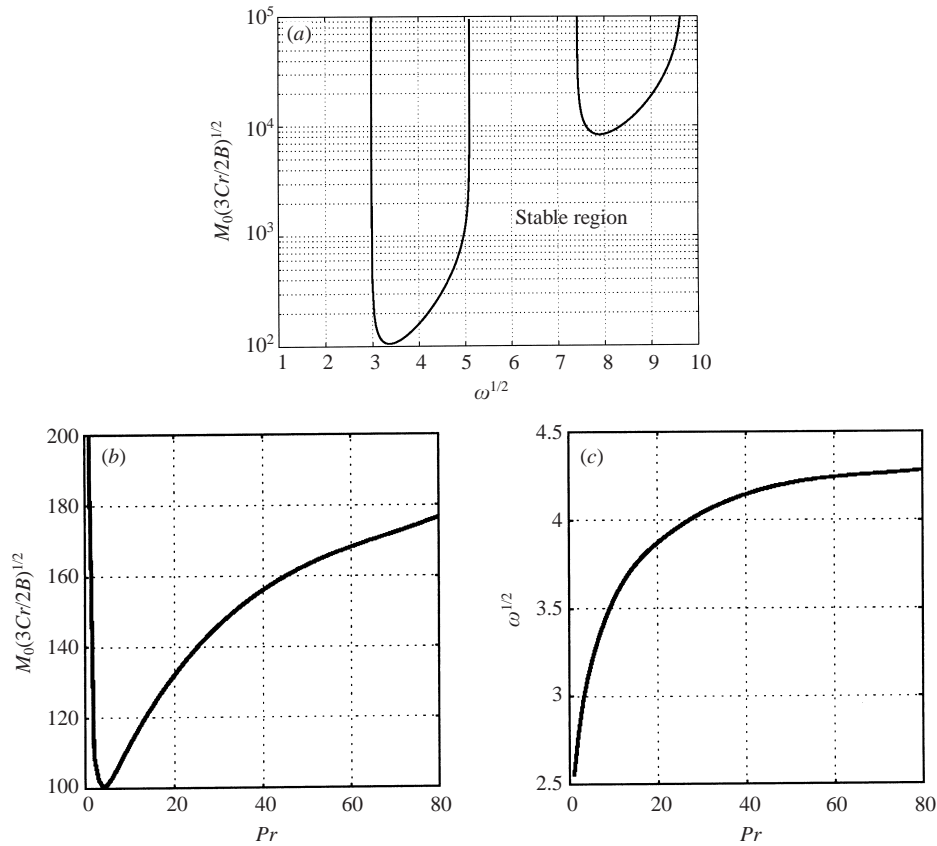 (a)
10^5
10^4
10^3
10^2
M_0(3Cr/2B)^{1/2}
Stable region
1 2 3 4 5 6 7 8 9 10
ω^{1/2}
(b)
200
180
160
140
120
100
M_0(3Cr/2B)^{1/2}
0 20 40 60 80
Pr
(c)
4.5
4
3.5
3
2.5
ω^{1/2}
0 20 40 60 80
Pr